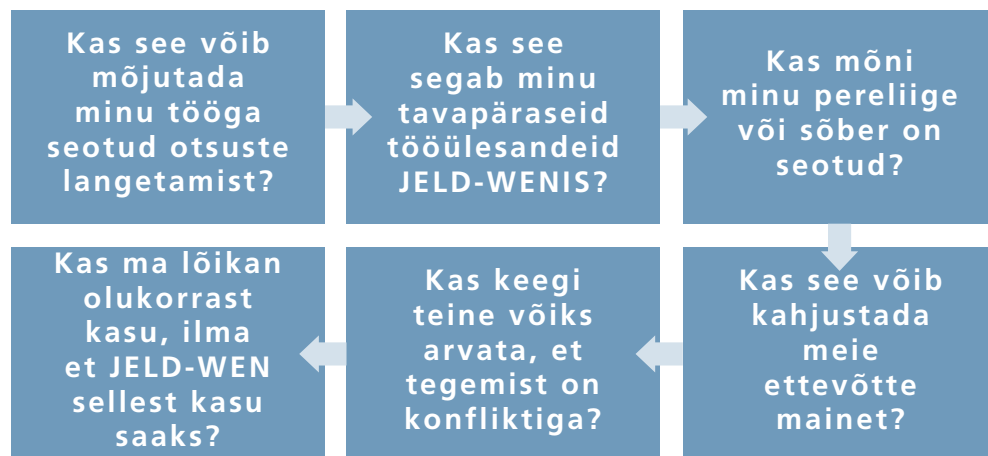 Kas see võib
mõjutada
minu tööga
seotud otsuste
langetamist?
Kas see
segab minu
tavapäraseid
tööülesandeid
JELD-WENIS?
Kas mõni
minu pereliige
või sõber on
seotud?
Kas see võib
kahjustada
meie
ettevõtte
mainet?
Kas keegi
teine võiks
arvata, et
tegemist on
konfliktiga?
Kas ma lõikan
olukorrast
kasu, ilma
et JELD-WEN
sellest kasu
saaks?